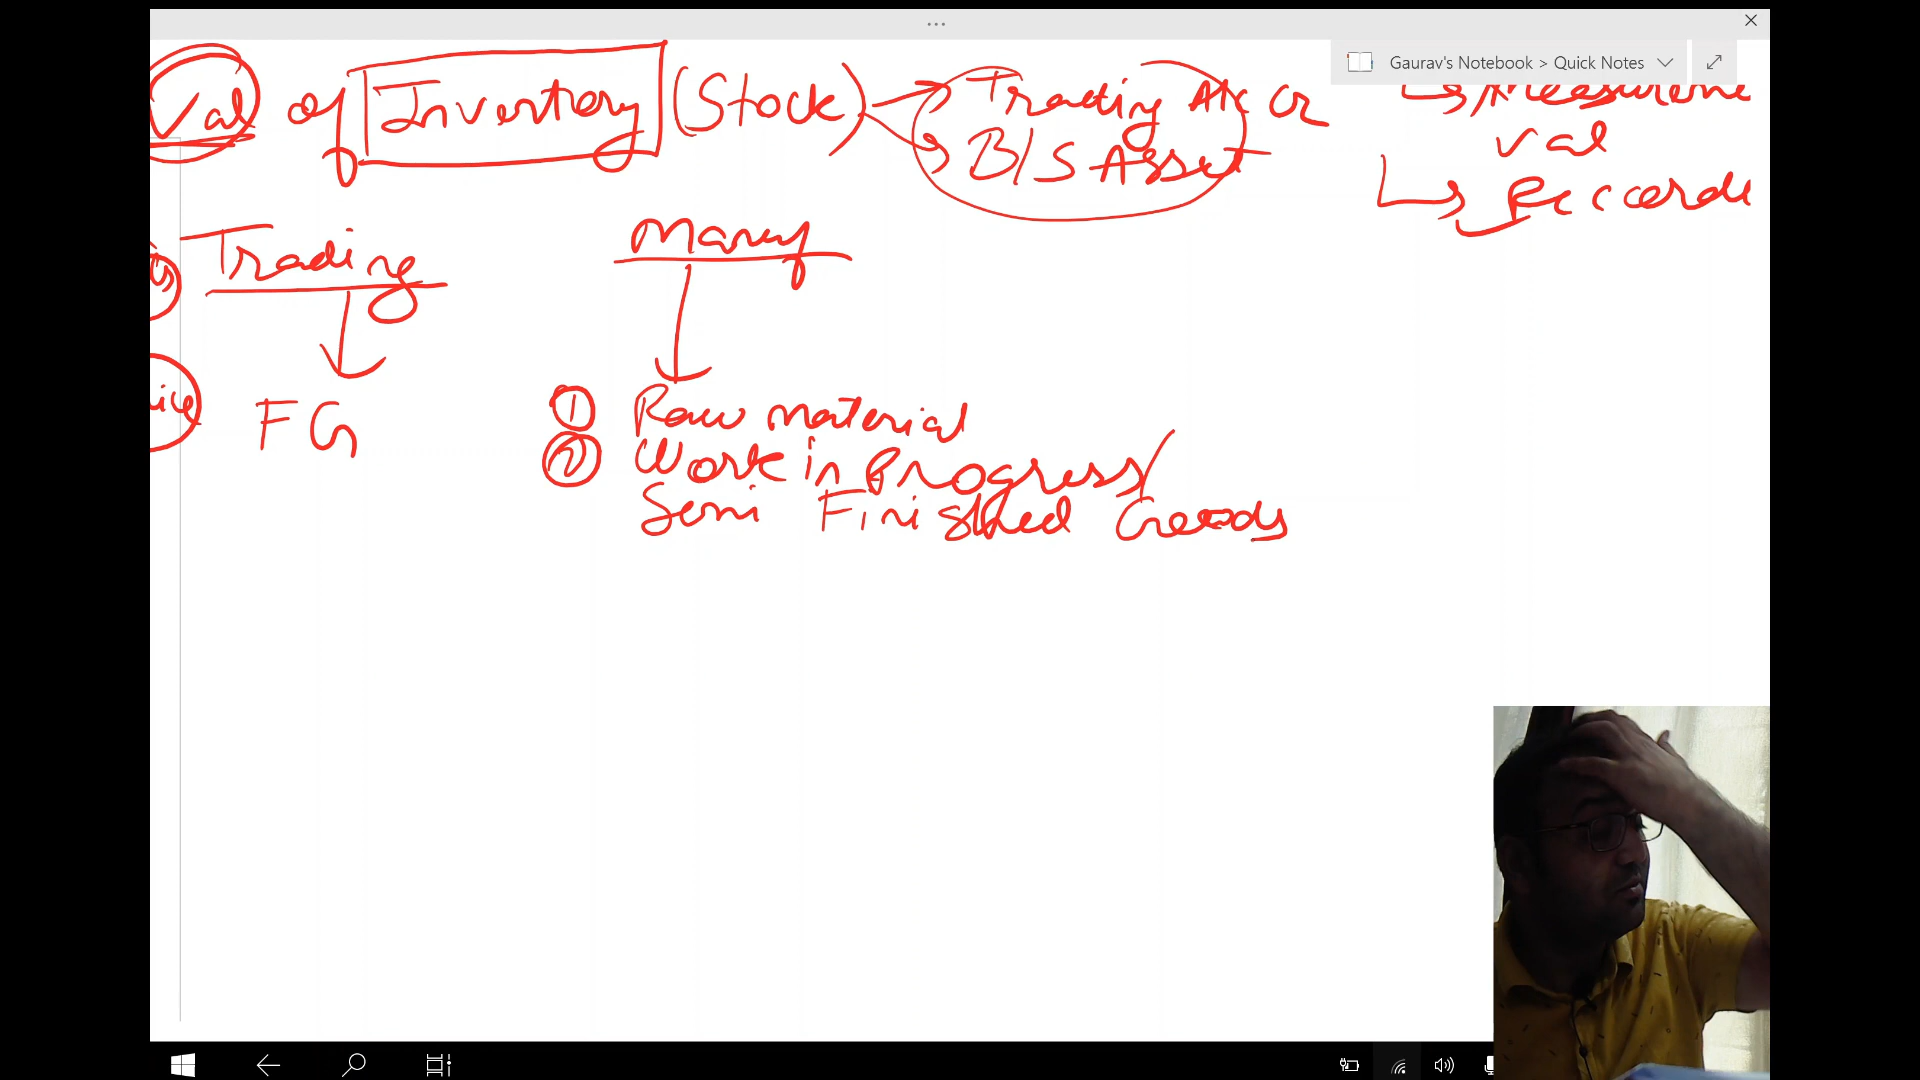 Gaurav's Notebook > Quick Notes
Val of Inventory (Stock) Trading A/c Cr
B/S Asset
val
Trading Manuf
FG
① Raw material
② Work in Progress/
Semi Finished Goods